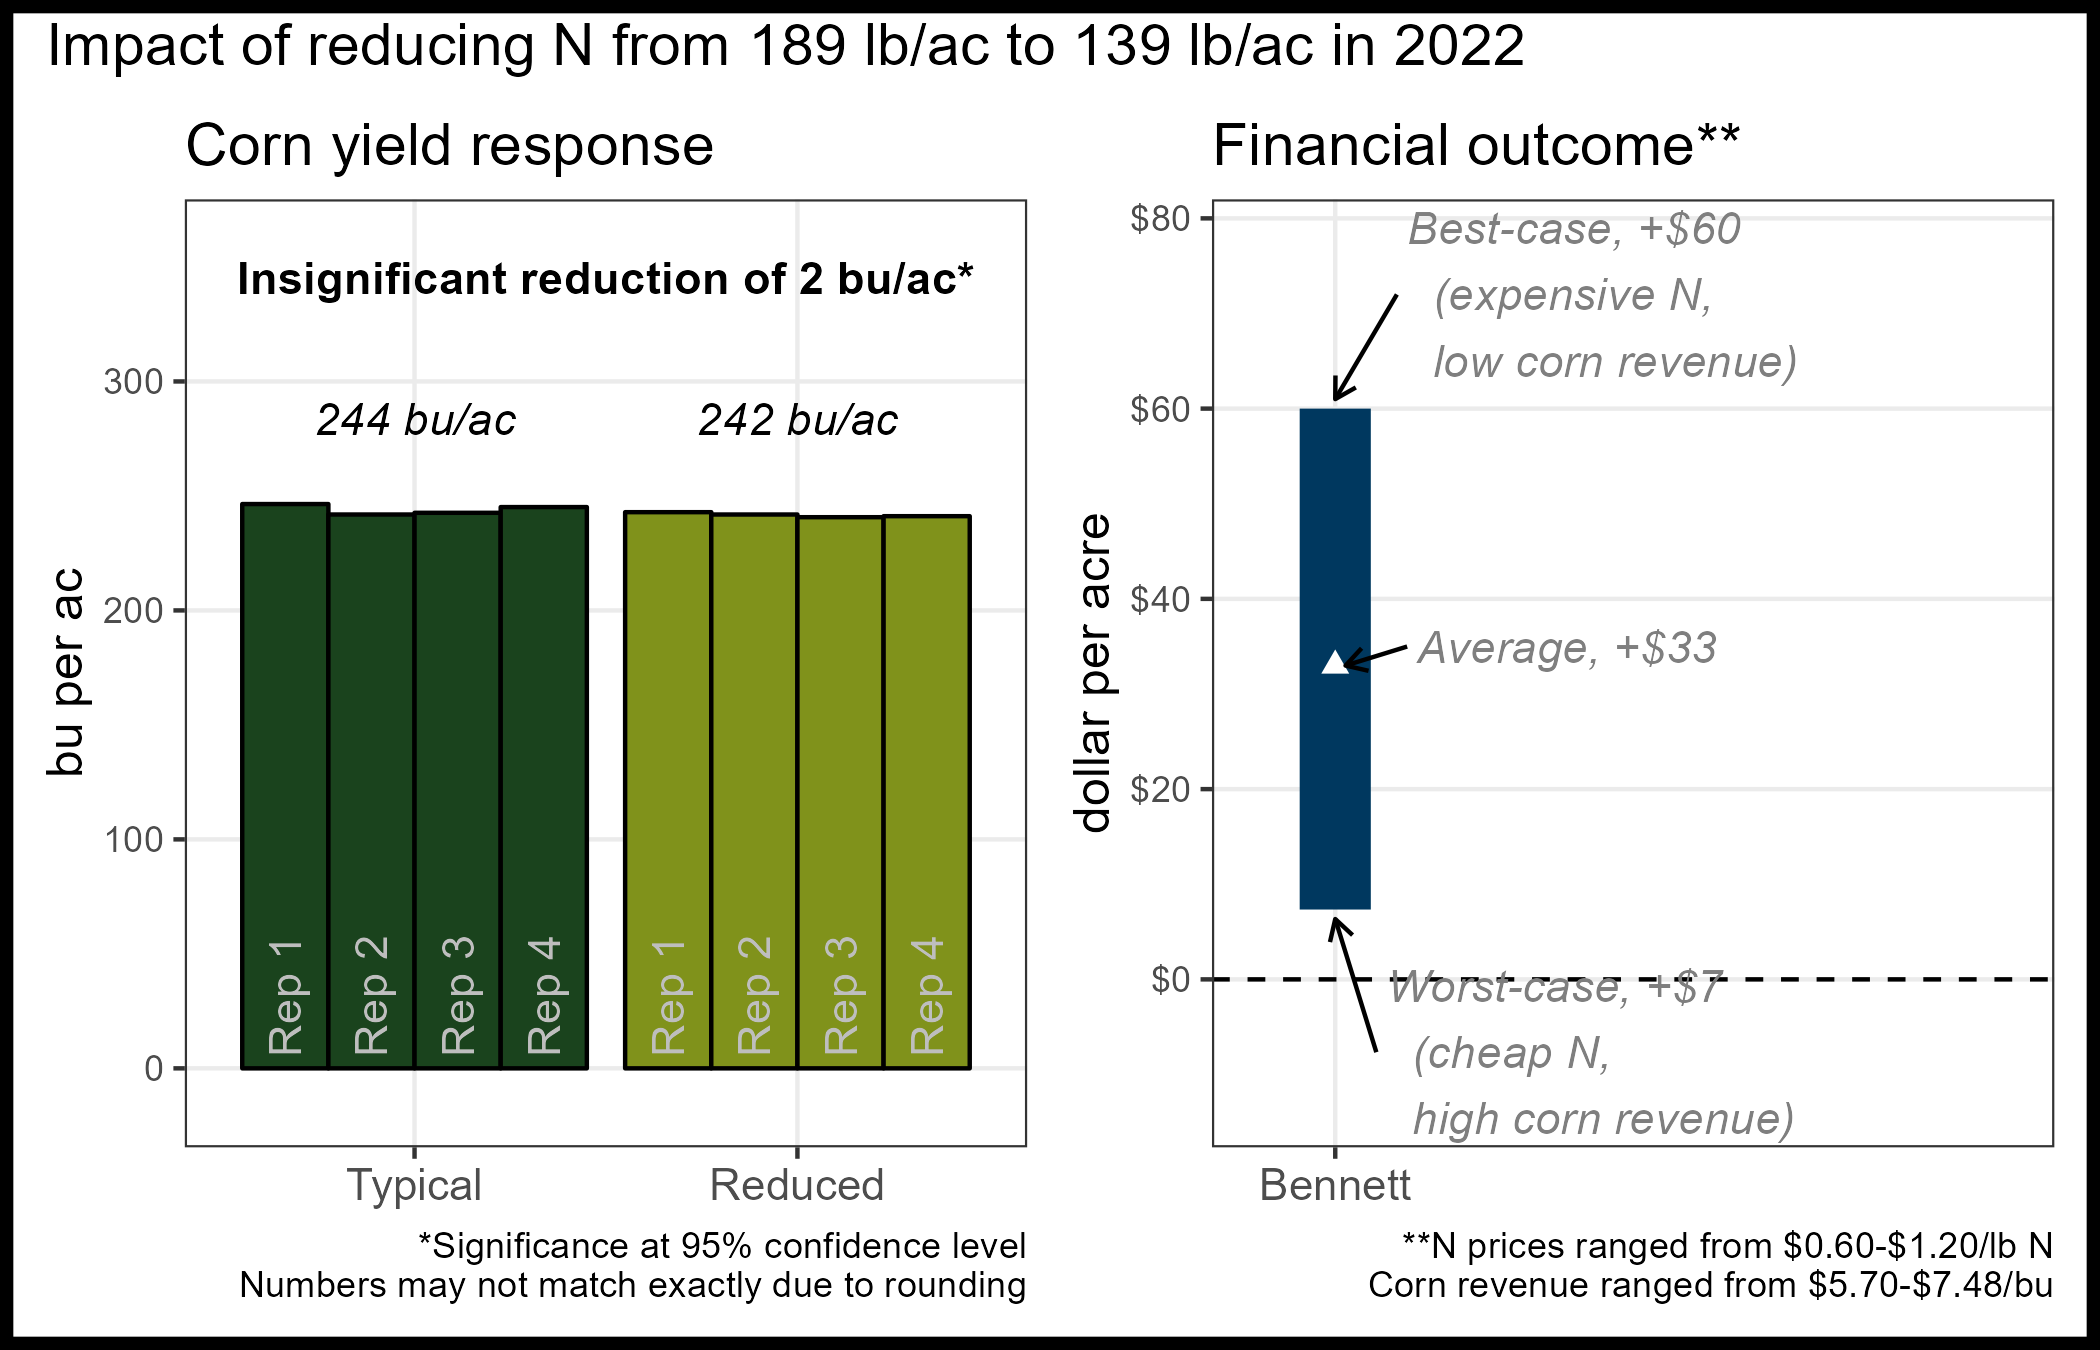 Impact of reducing N from 189 lb/ac to 139 lb/ac in 2022
Corn yield response
Insignificant reduction of 2 bu/ac*
244 bu/ac
242 bu/ac
bu per ac
300
200
100
0
Rep 1
Rep 2
Rep 3
Rep 4
Rep 1
Rep 2
Rep 3
Rep 4
Typical
Reduced
*Significance at 95% confidence level
Numbers may not match exactly due to rounding
Financial outcome**
dollar per acre
$80
$60
$40
$20
$0
Best-case, +$60
(expensive N,
low corn revenue)
Average, +$33
Worst-case, +$7
(cheap N,
high corn revenue)
Bennett
**N prices ranged from $0.60-$1.20/lb N
Corn revenue ranged from $5.70-$7.48/bu